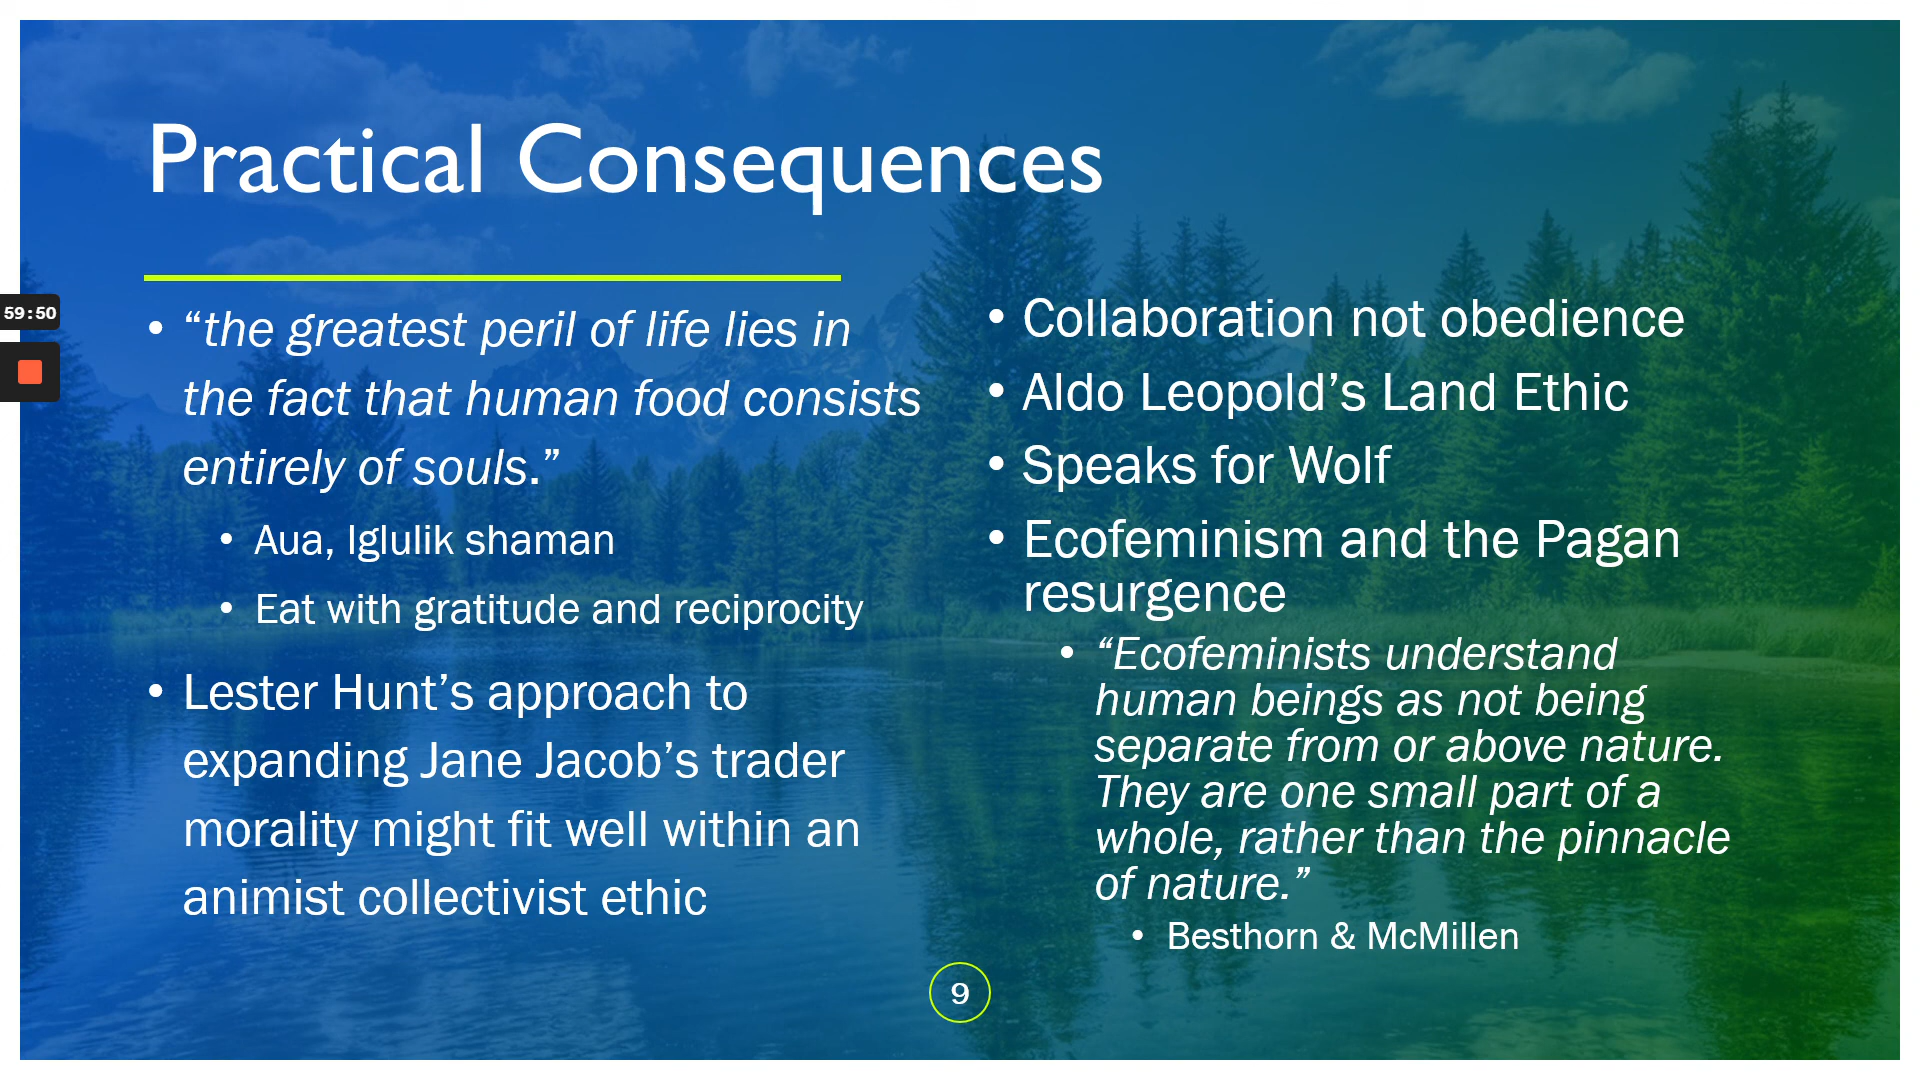 Practical Consequences
59:50
• “the greatest peril of life lies in
the fact that human food consists
entirely of souls.”
• Aua, Iglulik shaman
• Eat with gratitude and reciprocity
• Lester Hunt’s approach to
expanding Jane Jacob’s trader
morality might fit well within an
animist collectivist ethic
• Collaboration not obedience
• Aldo Leopold’s Land Ethic
• Speaks for Wolf
• Ecofeminism and the Pagan
resurgence
• “Ecofeminists understand
human beings as not being
separate from or above nature.
They are one small part of a
whole, rather than the pinnacle
of nature.”
• Besthorn & McMillen
9